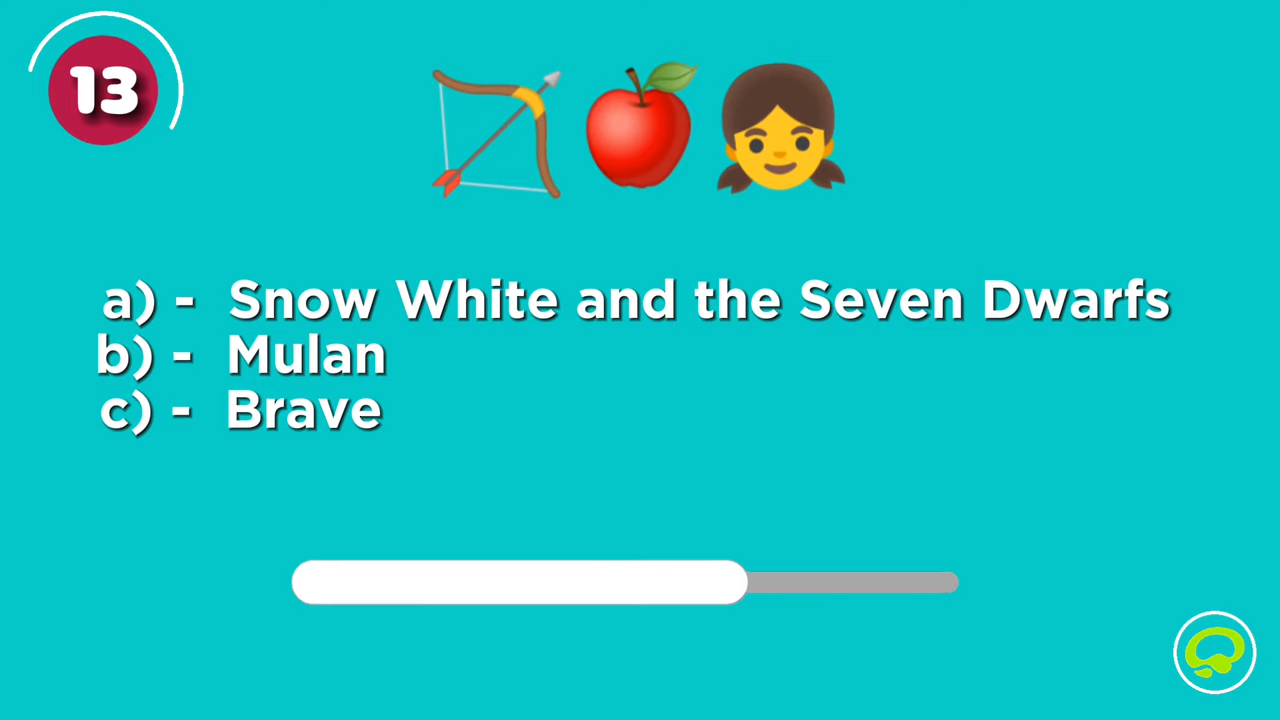 13
a) - Snow White and the Seven Dwarfs
b) - Mulan
c) - Brave